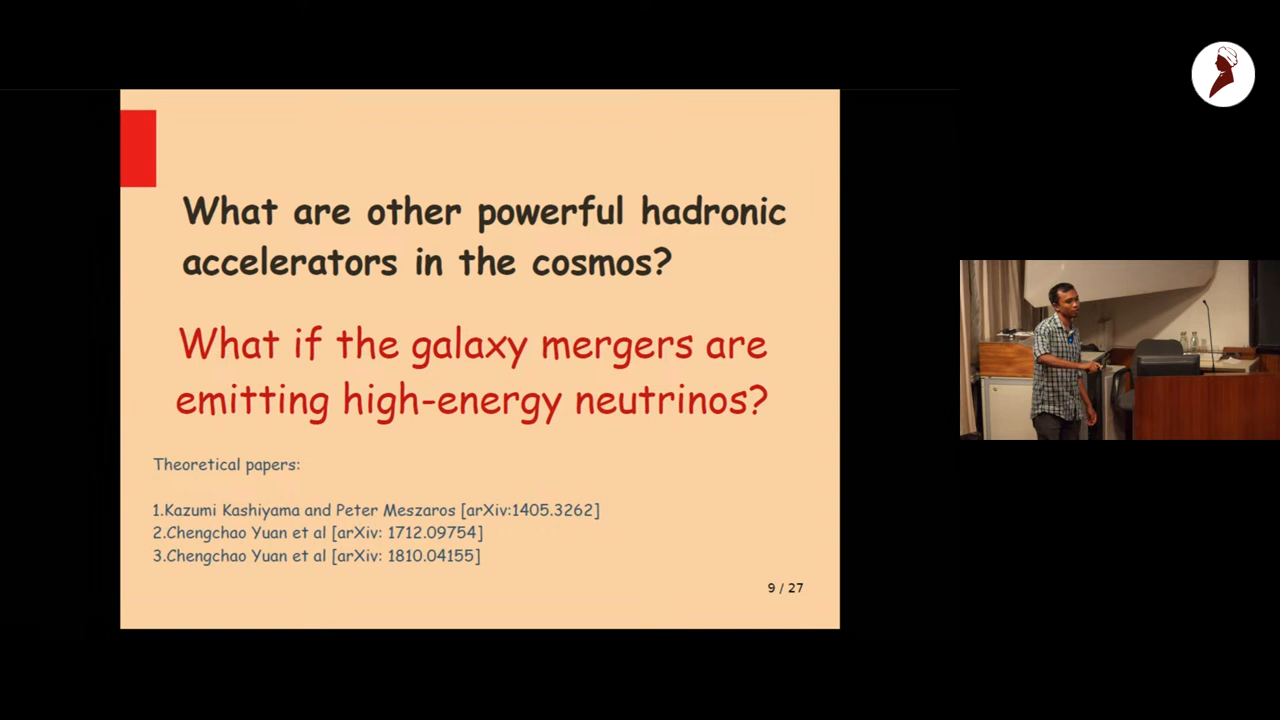 What are other powerful hadronic
accelerators in the cosmos?
What if the galaxy mergers are
emitting high-energy neutrinos?
Theoretical papers:
1.Kazumi Kashiyama and Peter Meszaros [arXiv:1405.3262]
2.Chengchao Yuan et al [arXiv: 1712.09754]
3.Chengchao Yuan et al [arXiv: 1810.04155]
9 / 27